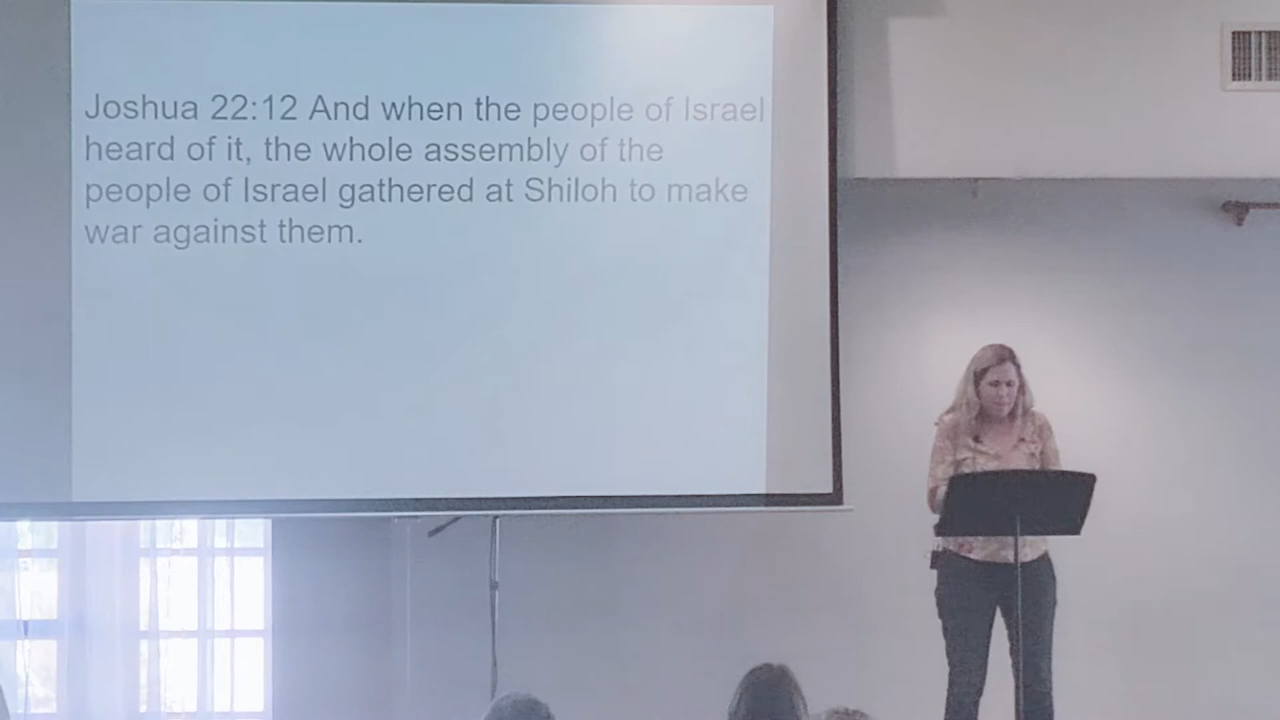 Joshua 22:12 And when the people of Israel
heard of it, the whole assembly of the
people of Israel gathered at Shiloh to make
war against them.